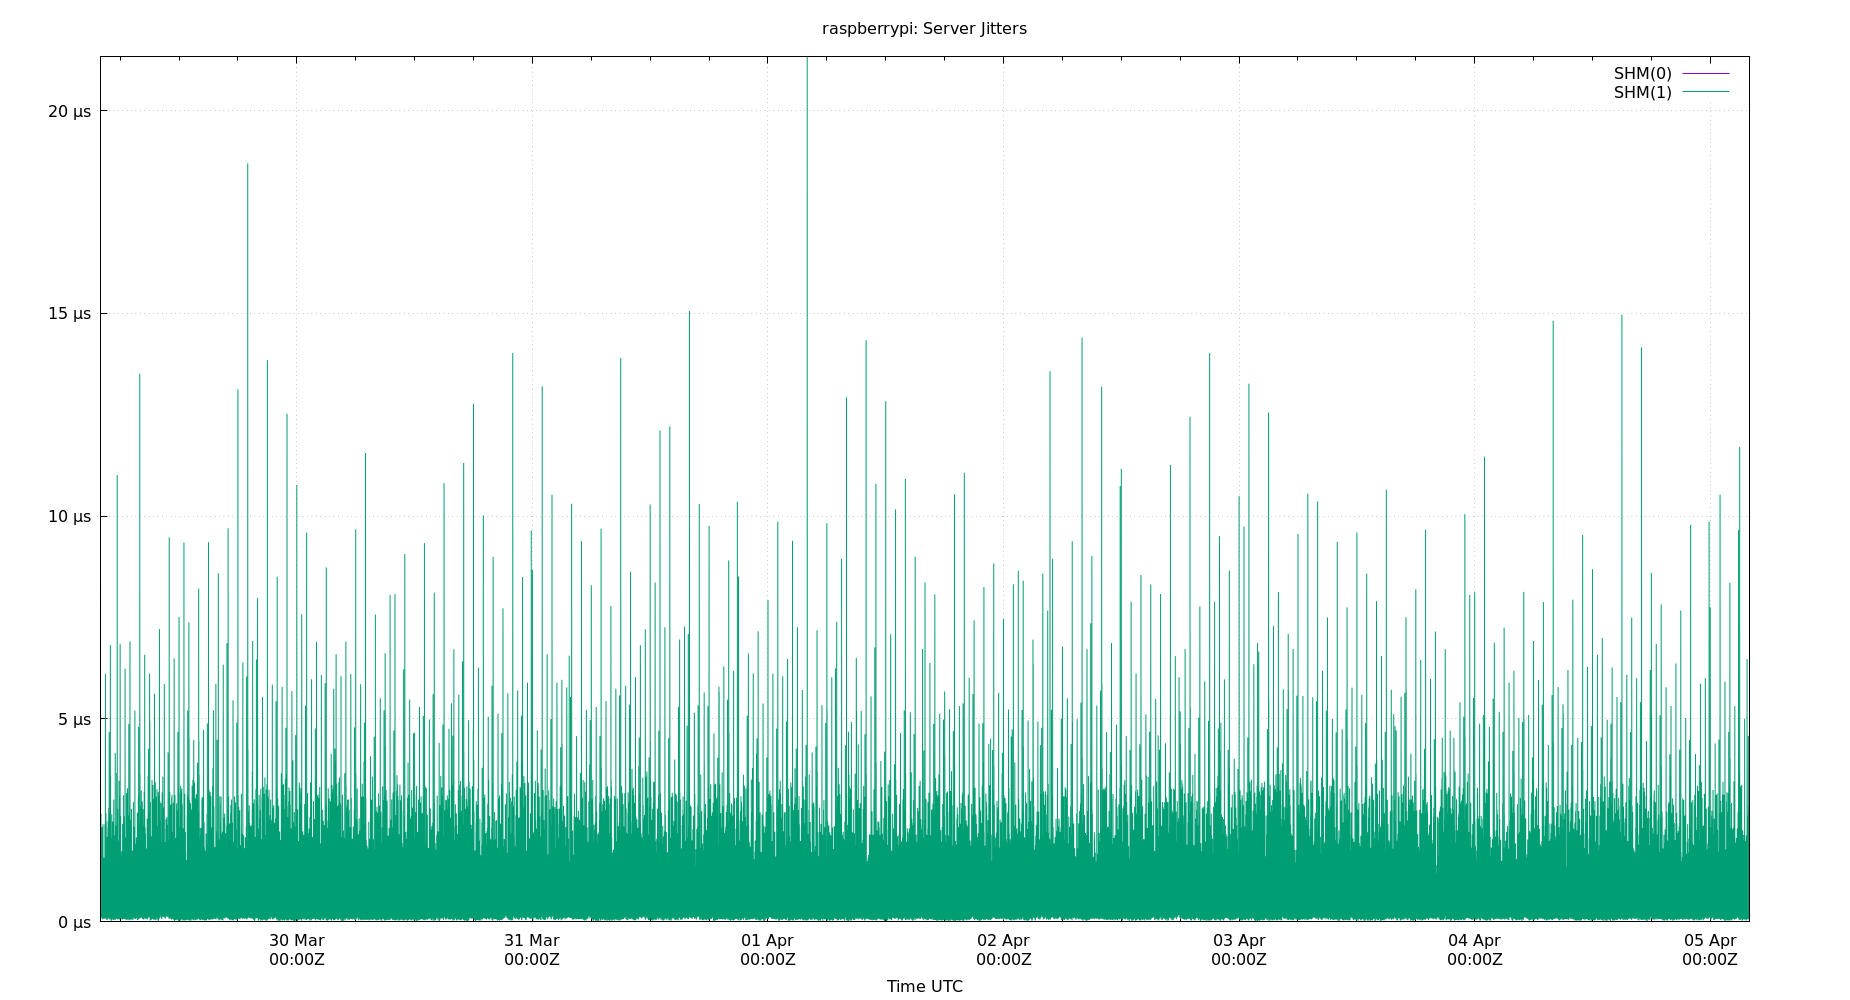 raspberrypi: Server Jitters
SHM(0)
SHM(1)
20 µs
15 µs
10 µs
5 µs
0 µs
30 Mar 31 Mar 01 Apr 02 Apr 03 Apr 04 Apr 05 Apr
00:00Z 00:00Z 00:00Z 00:00Z 00:00Z 00:00Z 00:00Z
Time UTC